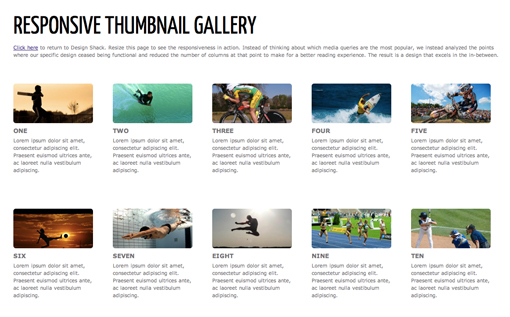 RESPONSIVE THUMBNAIL GALLERY
Click here to return to Design Shack. Resize this page to see the responsiveness in action. Instead of thinking about which media queries are the most popular, we instead analyzed the points
where our specific design ceased being functional and reduced the number of columns at that point to make for a better reading experience. The result is a design that excels in the in-between.
ONE
Lorem ipsum dolor sit amet,
consectetur adipiscing elit.
Praesent euismod ultrices ante,
ac laoreet nulla vestibulum
adipiscing.
TWO
Lorem ipsum dolor sit amet,
consectetur adipiscing elit.
Praesent euismod ultrices ante,
ac laoreet nulla vestibulum
adipiscing.
THREE
Lorem ipsum dolor sit amet,
consectetur adipiscing elit.
Praesent euismod ultrices ante,
ac laoreet nulla vestibulum
adipiscing.
FOUR
Lorem ipsum dolor sit amet,
consectetur adipiscing elit.
Praesent euismod ultrices ante,
ac laoreet nulla vestibulum
adipiscing.
FIVE
Lorem ipsum dolor sit amet,
consectetur adipiscing elit.
Praesent euismod ultrices ante,
ac laoreet nulla vestibulum
adipiscing.
SIX
Lorem ipsum dolor sit amet,
consectetur adipiscing elit.
Praesent euismod ultrices ante,
ac laoreet nulla vestibulum
adipiscing.
SEVEN
Lorem ipsum dolor sit amet,
consectetur adipiscing elit.
Praesent euismod ultrices ante,
ac laoreet nulla vestibulum
adipiscing.
EIGHT
Lorem ipsum dolor sit amet,
consectetur adipiscing elit.
Praesent euismod ultrices ante,
ac laoreet nulla vestibulum
adipiscing.
NINE
Lorem ipsum dolor sit amet,
consectetur adipiscing elit.
Praesent euismod ultrices ante,
ac laoreet nulla vestibulum
adipiscing.
TEN
Lorem ipsum dolor sit amet,
consectetur adipiscing elit.
Praesent euismod ultrices ante,
ac laoreet nulla vestibulum
adipiscing.